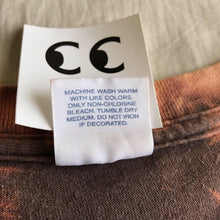 CC
MACHINE WASH WARM
WITH LIKE COLORS,
ONLY NON-CHLORINE
BLEACH. TUMBLE DRY
MEDIUM. DO NOT IRON
IF DECORATED.